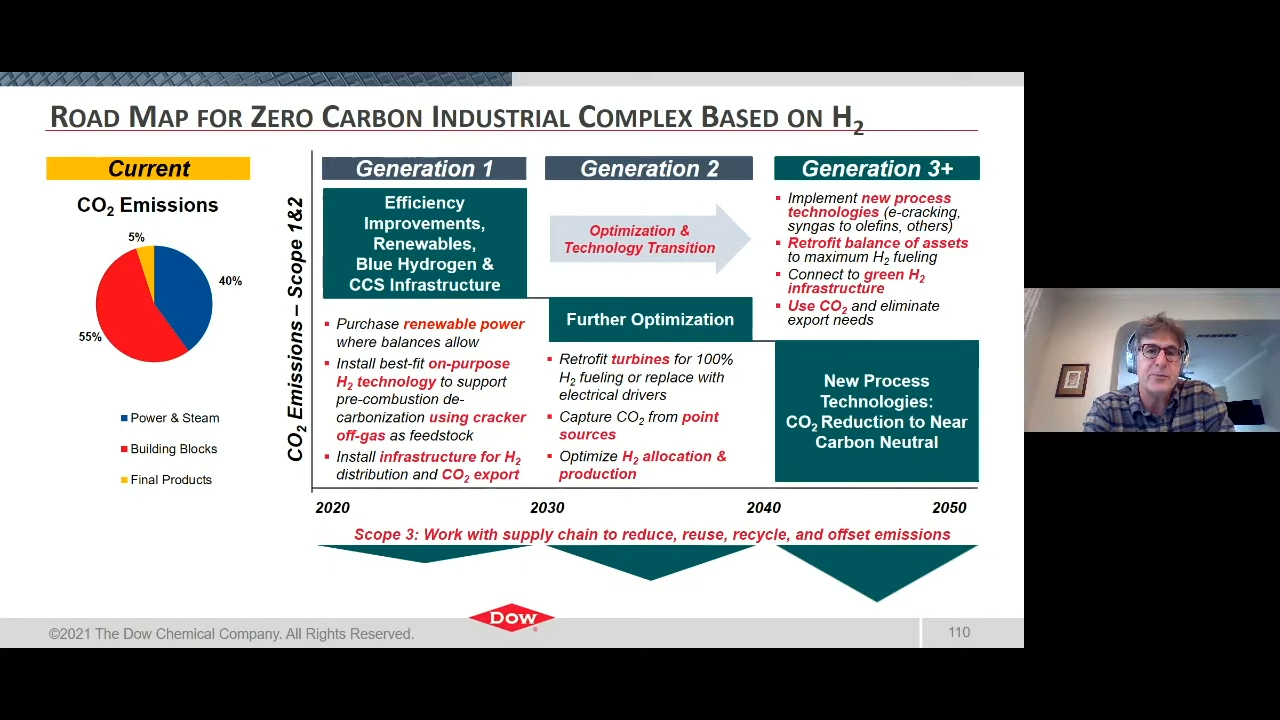 ROAD MAP FOR ZERO CARBON INDUSTRIAL COMPLEX BASED ON H2
Current
CO2 Emissions
5%
40%
55%
Power & Steam
Building Blocks
Final Products
CO2 Emissions – Scope 1&2
Generation 1
Efficiency
Improvements,
Renewables,
Blue Hydrogen &
CCS Infrastructure
▪ Purchase renewable power
where balances allow
▪ Install best-fit on-purpose
H2 technology to support
pre-combustion de-
carbonization using cracker
off-gas as feedstock
▪ Install infrastructure for H2
distribution and CO2 export
Generation 2
Optimization &
Technology Transition
Further Optimization
▪ Retrofit turbines for 100%
H2 fueling or replace with
electrical drivers
▪ Capture CO2 from point
sources
▪ Optimize H2 allocation &
production
Generation 3+
▪ Implement new process
technologies (e-cracking,
syngas to olefins, others)
▪ Retrofit balance of assets
to maximum H2 fueling
▪ Connect to green H2
infrastructure
▪ Use CO2 and eliminate
export needs
New Process
Technologies:
CO2 Reduction to Near
Carbon Neutral
2020
2030
2040
2050
Scope 3: Work with supply chain to reduce, reuse, recycle, and offset emissions
DOW
®
©2021 The Dow Chemical Company. All Rights Reserved.
110